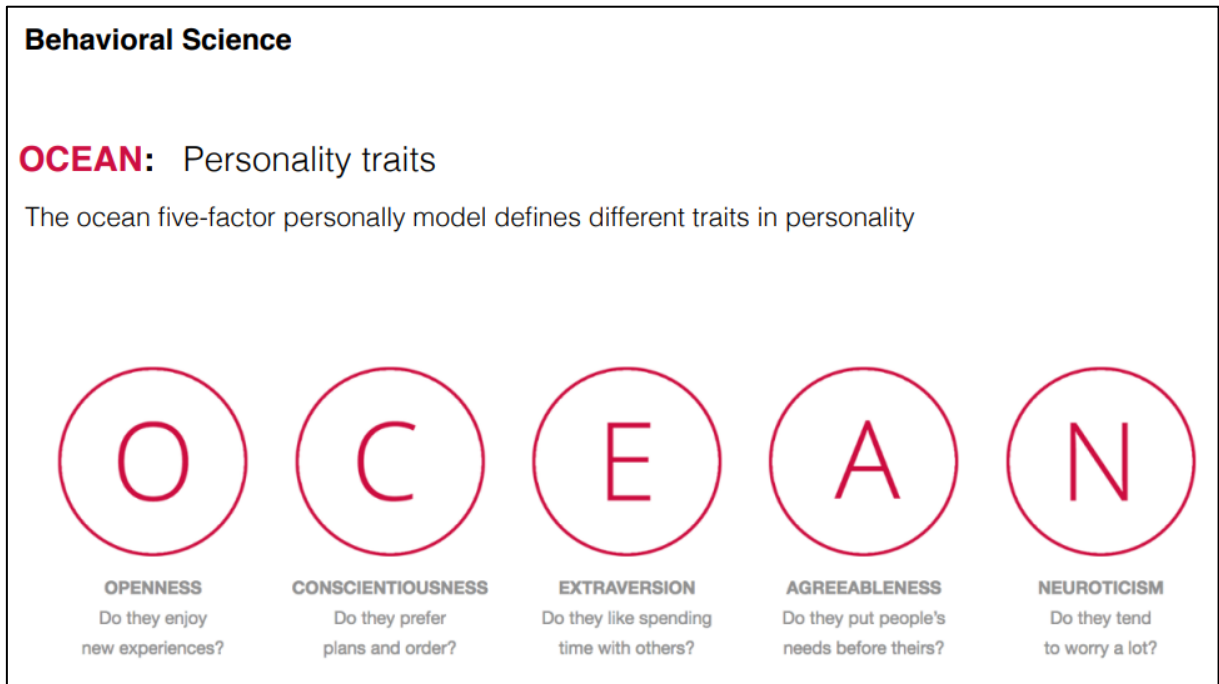 Behavioral Science
OCEAN: Personality traits
The ocean five-factor personally model defines different traits in personality
O C E A N
OPENNESS CONSCIENTIOUSNESS EXTRAVERSION AGREEABLENESS NEUROTICISM
Do they enjoy Do they prefer Do they like spending Do they put people's Do they tend
new experiences? plans and order? time with others? needs before theirs? to worry a lot?